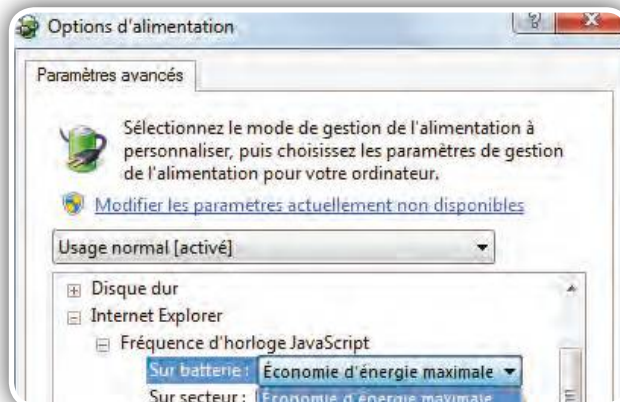 Options d'alimentation
Paramètres avancés
Sélectionnez le mode de gestion de l'alimentation à
personnaliser, puis choisissez les paramètres de gestion
de l'alimentation pour votre ordinateur.
Modifier les parametres actuellement non disponibles
Usage normal [activé]
Disque dur
Internet Explorer
Fréquence d'horloge JavaScript
Sur batterie : Économie d'énergie maximale
Sur secteur : Économie d'énergie maximale